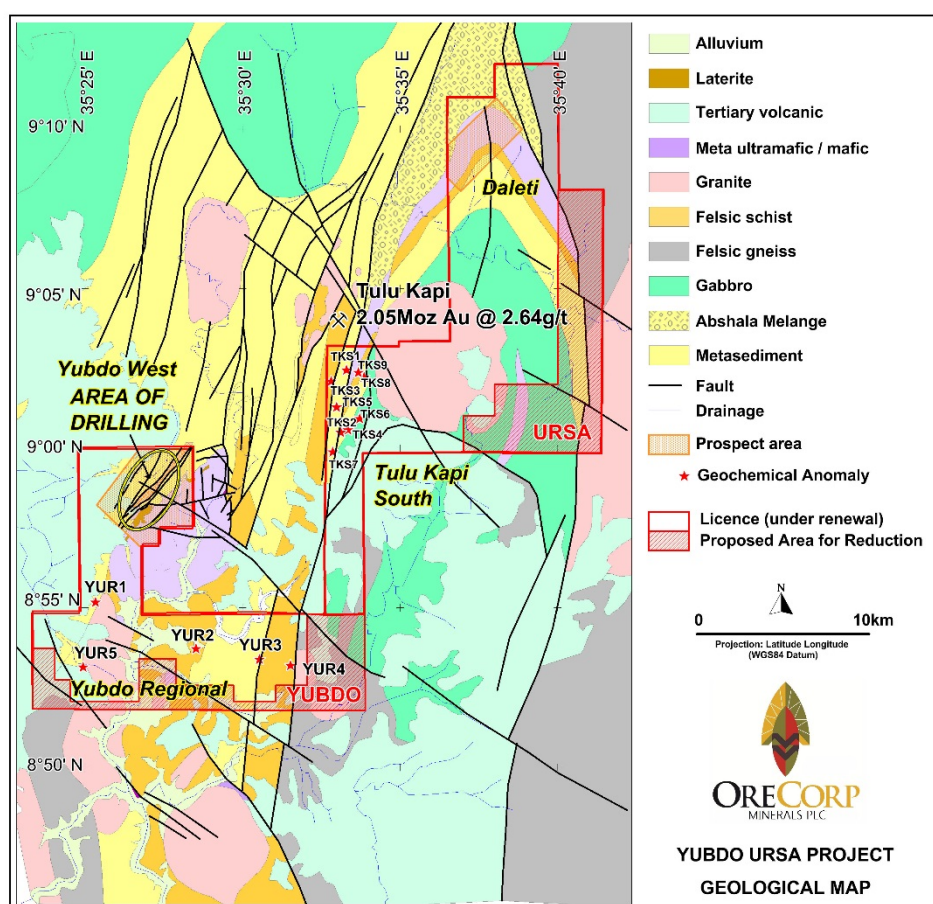 35°25' E
35°30' E
35°35' E
35°40' E
9°10' N
9°05' N
9°00' N
8°55' N
8°50' N
Daleti
Tulu Kapi
2.05Moz Au @ 2.64g/t
Yubdo West
AREA OF
DRILLING
TKS1
TKS9
TKS8
TKS3
TKS5
TKS6
TKS2
TKS4
TKS7
URSA
Tulu Kapi
South
YUR1
YUR2
YUR3
YUR4
YUR5
Yubdo Regional
YUBDO
Alluvium
Laterite
Tertiary volcanic
Meta ultramafic / mafic
Granite
Felsic schist
Felsic gneiss
Gabbro
Abshala Melange
Metasediment
Fault
Drainage
Prospect area
Geochemical Anomaly
Licence (under renewal)
Proposed Area for Reduction
N
0 10km
Projection: Latitude Longitude
(WGS84 Datum)
ORECORP
MINERALS PLC
YUBDO URSA PROJECT
GEOLOGICAL MAP